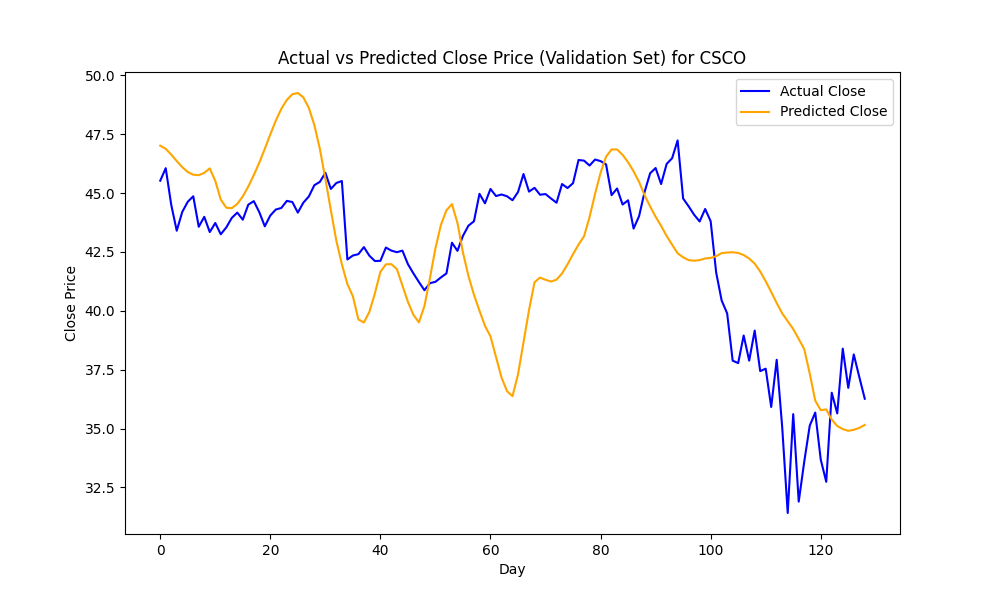 Actual vs Predicted Close Price (Validation Set) for CSCO
50.0
47.5
45.0
42.5
40.0
37.5
35.0
32.5
Close Price
Actual Close
Predicted Close
0 20 40 60 80 100 120
Day